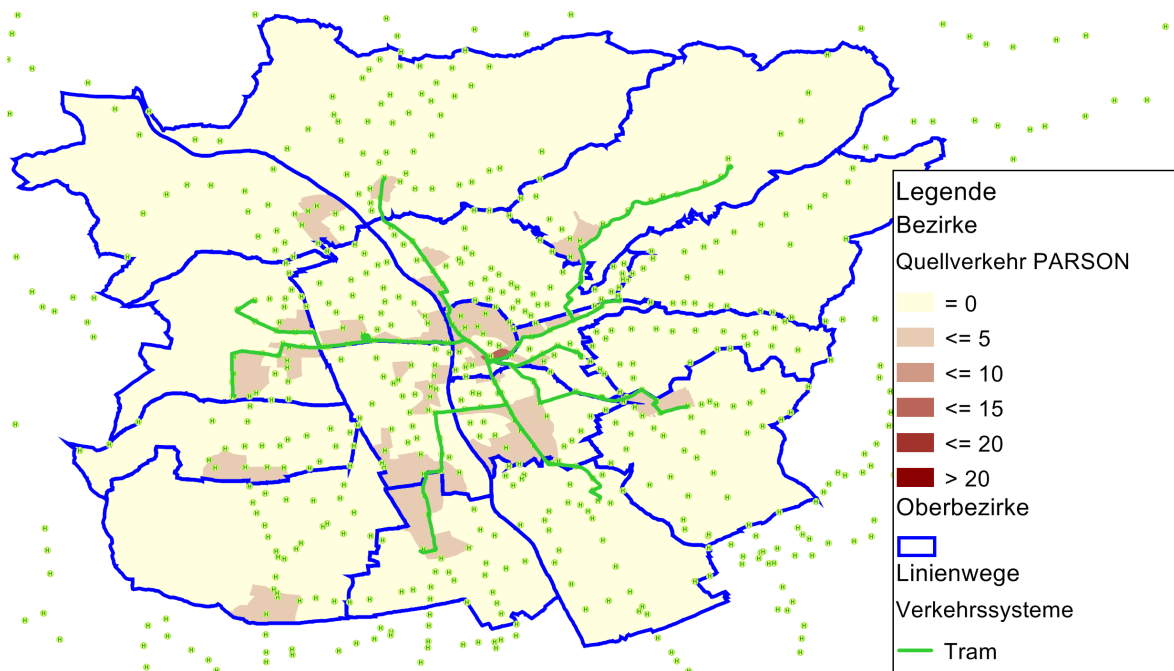 Legende
Bezirke
Quellverkehr PARSON
= 0
<= 5
<= 10
<= 15
<= 20
> 20
Oberbezirke
Linienwege
Verkehrssysteme
Tram